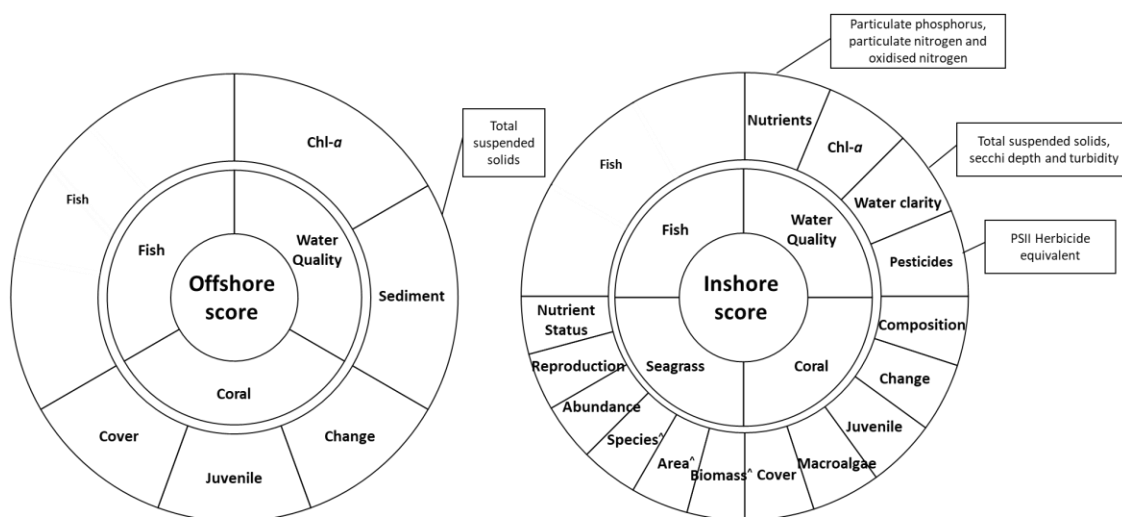 Particulate phosphorus,
particulate nitrogen and
oxidised nitrogen
Total
suspended
solids
Chl-a
Fish
Fish
Water
Quality
Offshore
score
Sediment
Coral
Cover
Change
Juvenile
Nutrients
Chl-a
Total suspended solids,
secchi depth and turbidity
Fish
Water clarity
Fish
Water
Quality
PSII Herbicide
equivalent
Pesticides
Inshore
score
Nutrient
Status
Composition
Reproduction
Seagrass
Coral
Change
Abundance
Juvenile
Species^
Macroalgae
Area^
Biomass^
Cover